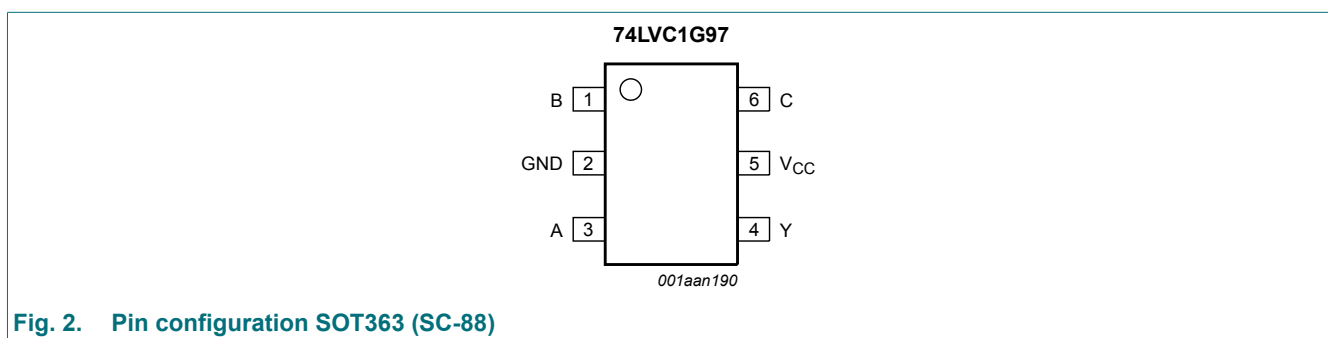 74LVC1G97
B 1 6 C
GND 2 5 VCC
A 3 4 Y
001aan190
Fig. 2. Pin configuration SOT363 (SC-88)